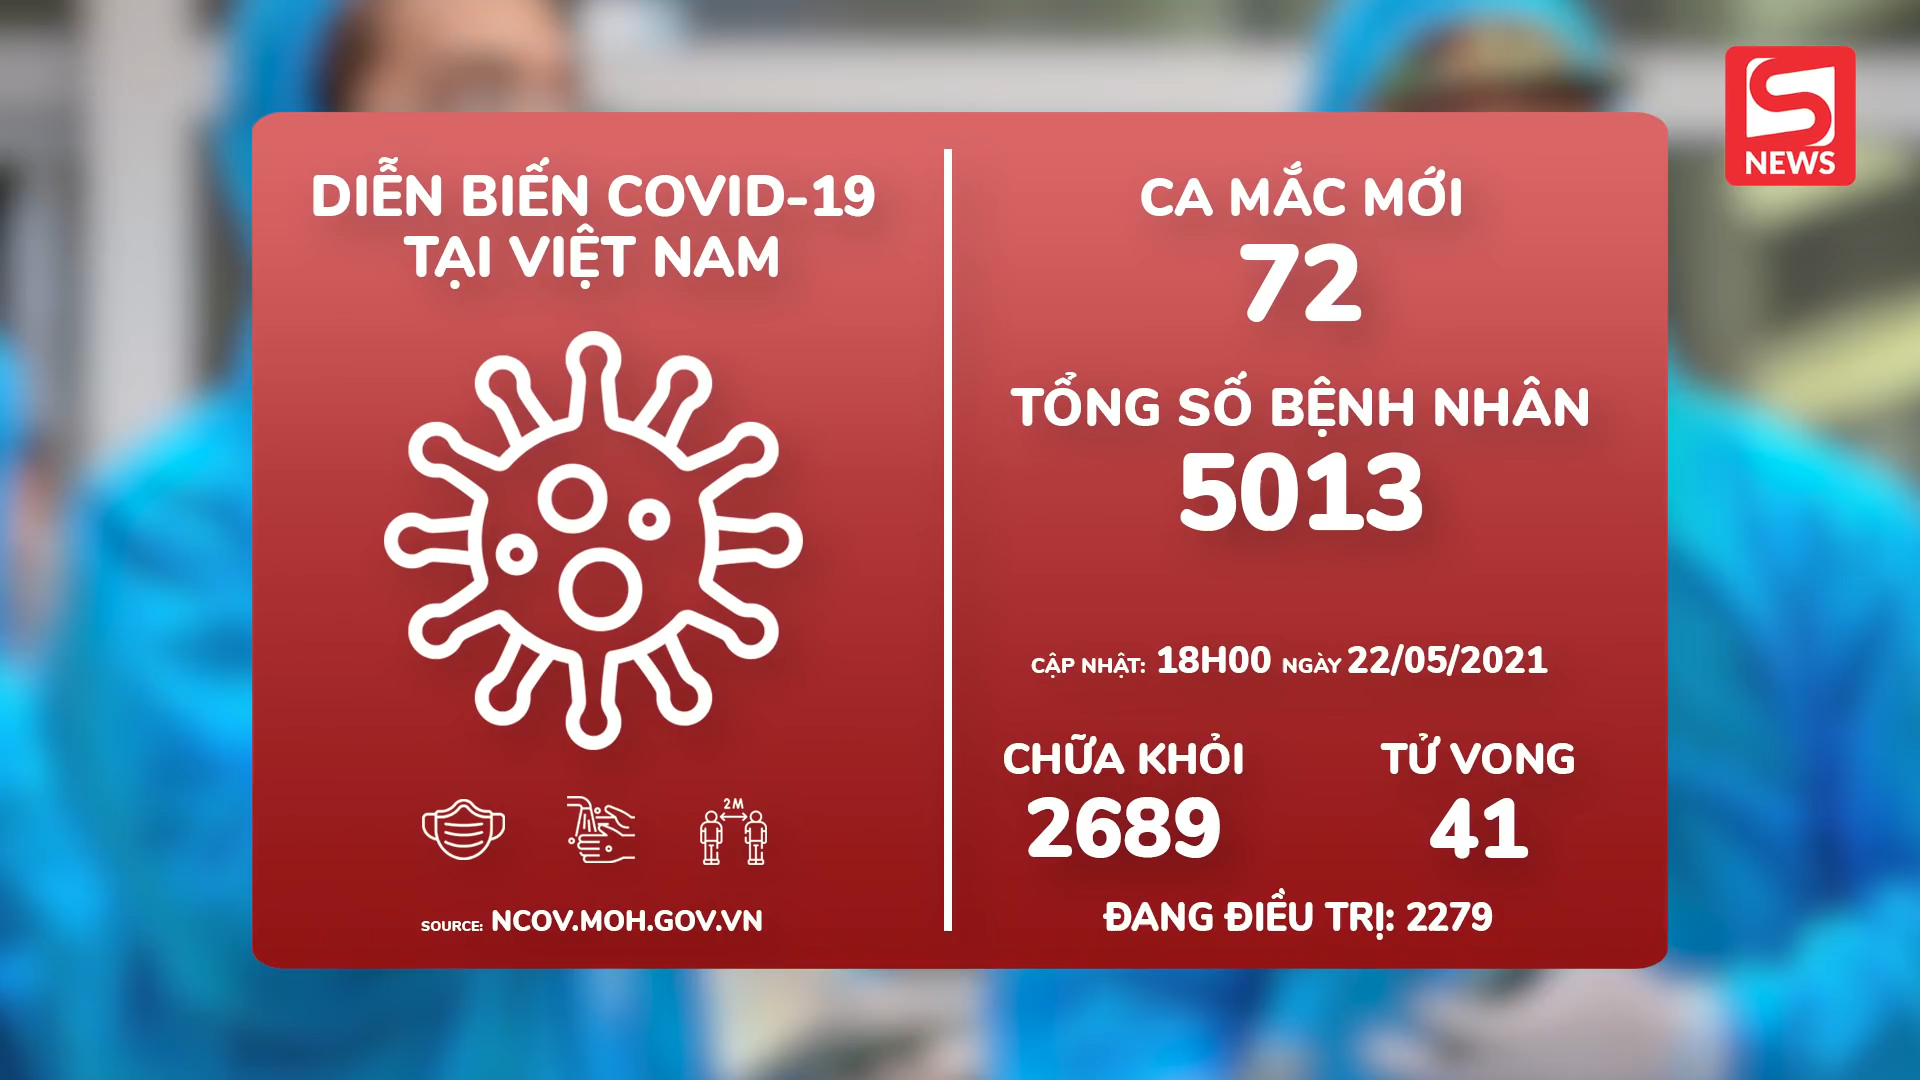 DIỄN BIẾN COVID-19
TẠI VIỆT NAM
2M
SOURCE: NCOV.MOH.GOV.VN
CA MẮC MỚI
72
TỔNG SỐ BỆNH NHÂN
5013
CẬP NHẬT: 18H00 NGÀY 22/05/2021
CHỮA KHỎI
2689
TỬ VONG
41
ĐANG ĐIỀU TRỊ: 2279
S
NEWS